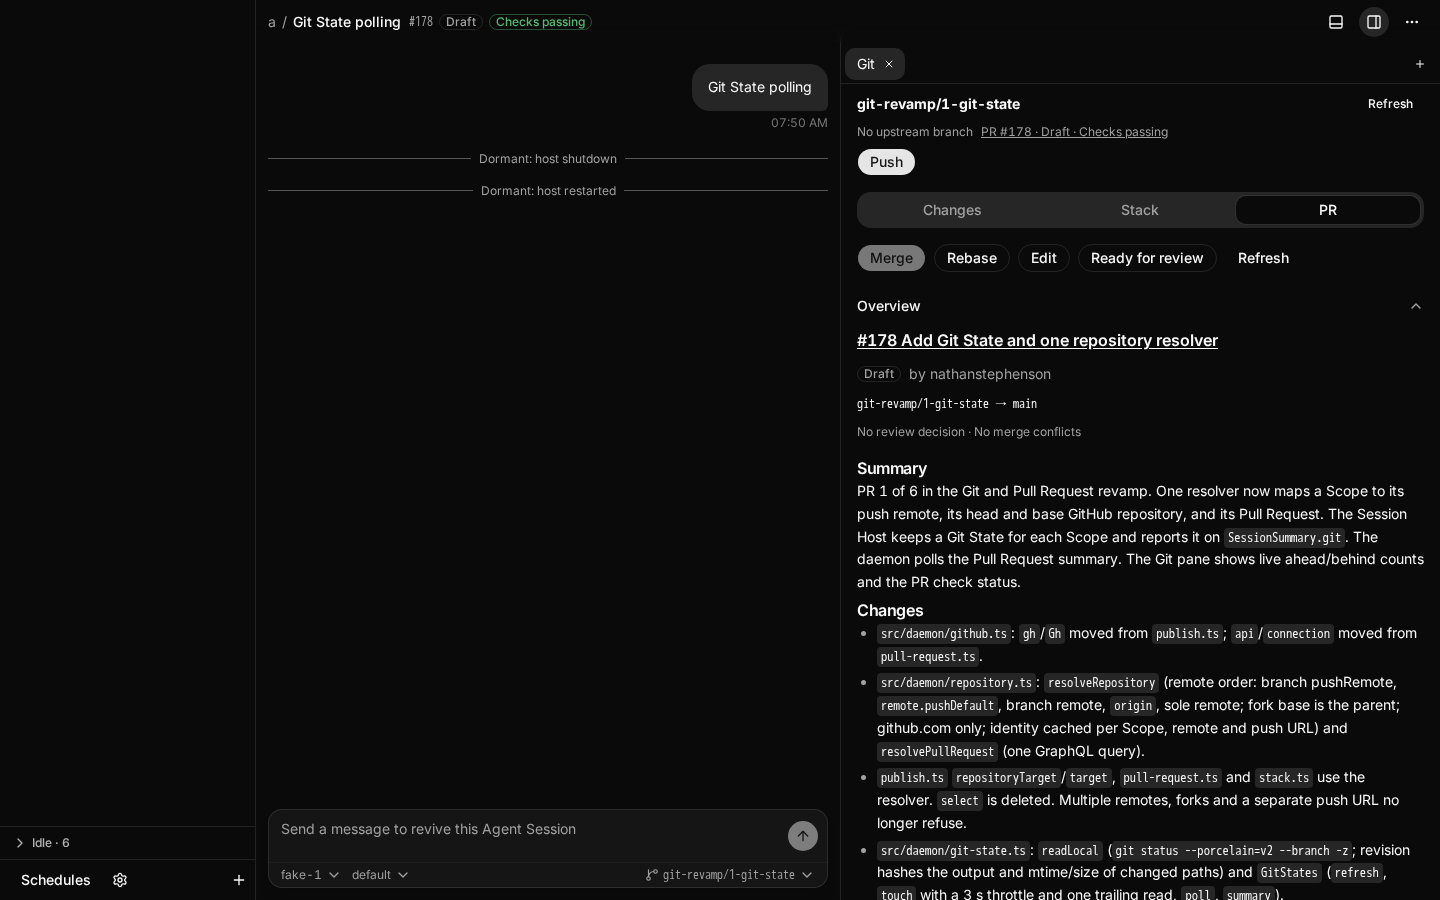 a / Git State polling #178 Draft Checks passing
Git State polling
07:50 AM
Dormant: host shutdown
Dormant: host restarted
Send a message to revive this Agent Session
fake-1 default git-revamp/1-git-state
Idle · 6
Schedules
Git
git-revamp/1-git-state Refresh
No upstream branch PR #178 · Draft · Checks passing
Push
Changes Stack PR
Merge Rebase Edit Ready for review Refresh
Overview
#178 Add Git State and one repository resolver
Draft by nathanstephenson
git-revamp/1-git-state → main
No review decision · No merge conflicts
Summary
PR 1 of 6 in the Git and Pull Request revamp. One resolver now maps a Scope to its
push remote, its head and base GitHub repository, and its Pull Request. The Session
Host keeps a Git State for each Scope and reports it on SessionSummary.git. The
daemon polls the Pull Request summary. The Git pane shows live ahead/behind counts
and the PR check status.
Changes
src/daemon/github.ts: gh/Gh moved from publish.ts; api/connection moved from
pull-request.ts.
src/daemon/repository.ts: resolveRepository (remote order: branch pushRemote,
remote.pushDefault, branch remote, origin, sole remote; fork base is the parent;
github.com only; identity cached per Scope, remote and push URL) and
resolvePullRequest (one GraphQL query).
publish.ts repositoryTarget/target, pull-request.ts and stack.ts use the
resolver. select is deleted. Multiple remotes, forks and a separate push URL no
longer refuse.
src/daemon/git-state.ts: readLocal (git status --porcelain=v2 --branch -z; revision
hashes the output and mtime/size of changed paths) and GitStates (refresh,
touch with a 3 s throttle and one trailing read, poll, summary).